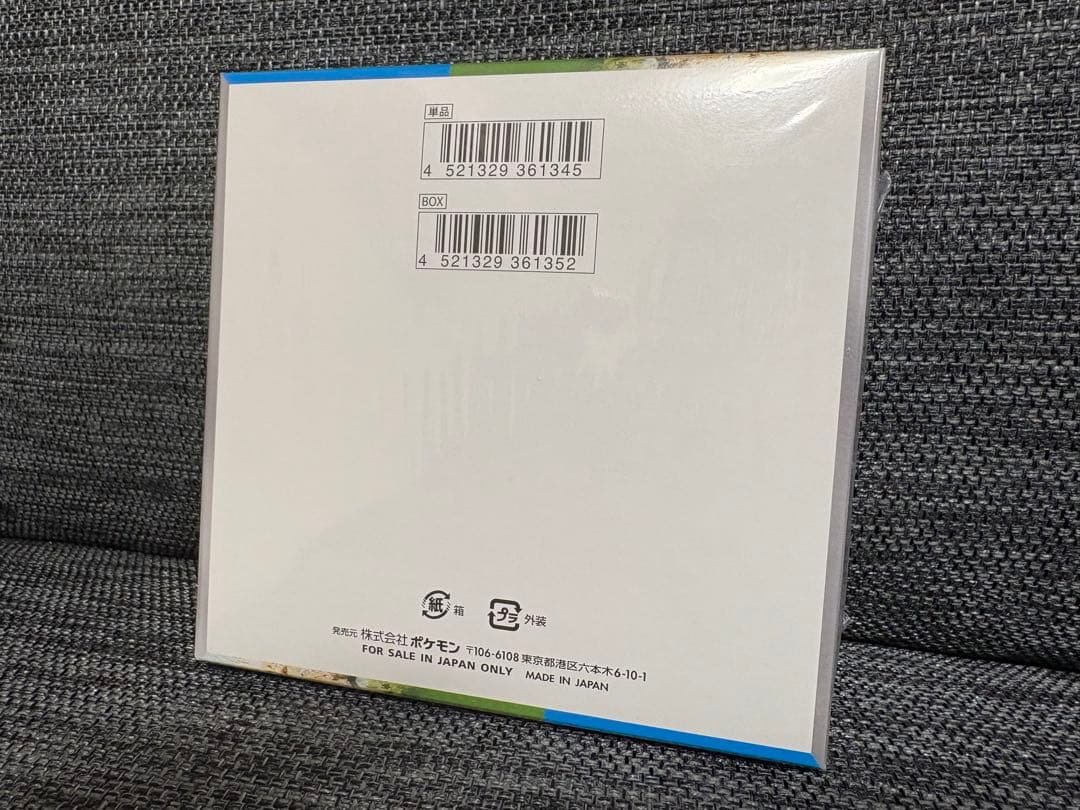 単品
4 521329 361345
BOX
4 521329 361352
紙 箱 プラ 外装
発売元 株式会社 ポケモン 〒106-6108 東京都港区六本木6-10-1
FOR SALE IN JAPAN ONLY MADE IN JAPAN